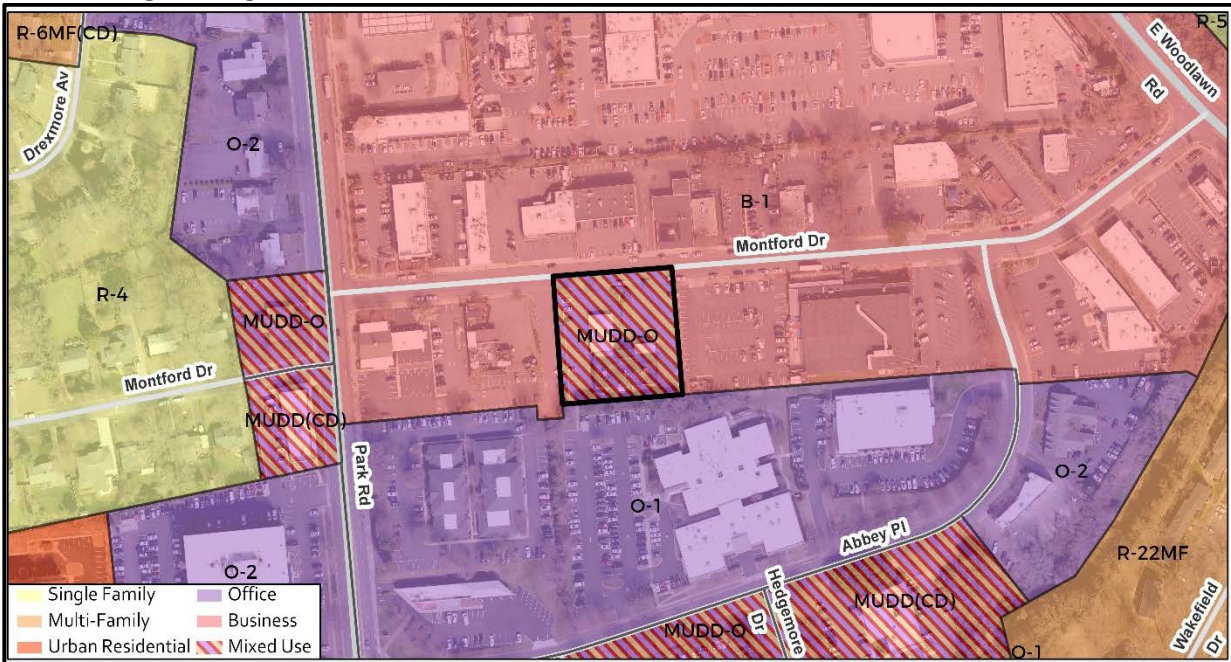 R-6MF(CD)
R-5
E Woodlawn
Rd
Drexmore Av
O-2
B-1
Montford Dr
R-4
MUDD-O
MUDD-O
Montford Dr
MUDD(CD)
Park Rd
O-1
O-2
Abbey Pl
R-22MF
O-2
Hedgemore
Dr
MUDD(CD)
MUDD-O
Wakefield
Dr
O-1
Single Family
Office
Multi-Family
Business
Urban Residential
Mixed Use